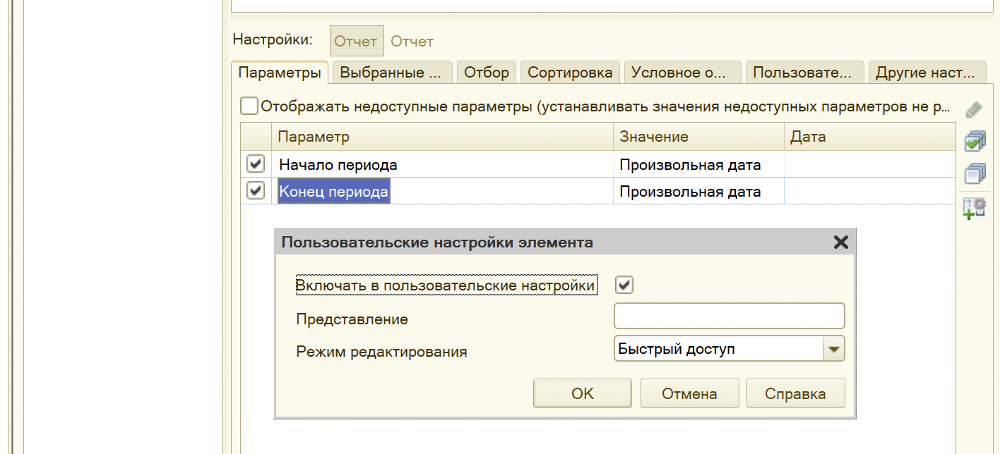 Настройки: Отчет Отчет
Параметры Выбранные ... Отбор Сортировка Условное о... Пользовате... Другие наст...
Отображать недоступные параметры (устанавливать значения недоступных параметров не р...
Параметр Значение Дата
Начало периода Произвольная дата
Конец периода Произвольная дата
Пользовательские настройки элемента
Включать в пользовательские настройки
Представление
Режим редактирования Быстрый доступ
ОК Отмена Справка